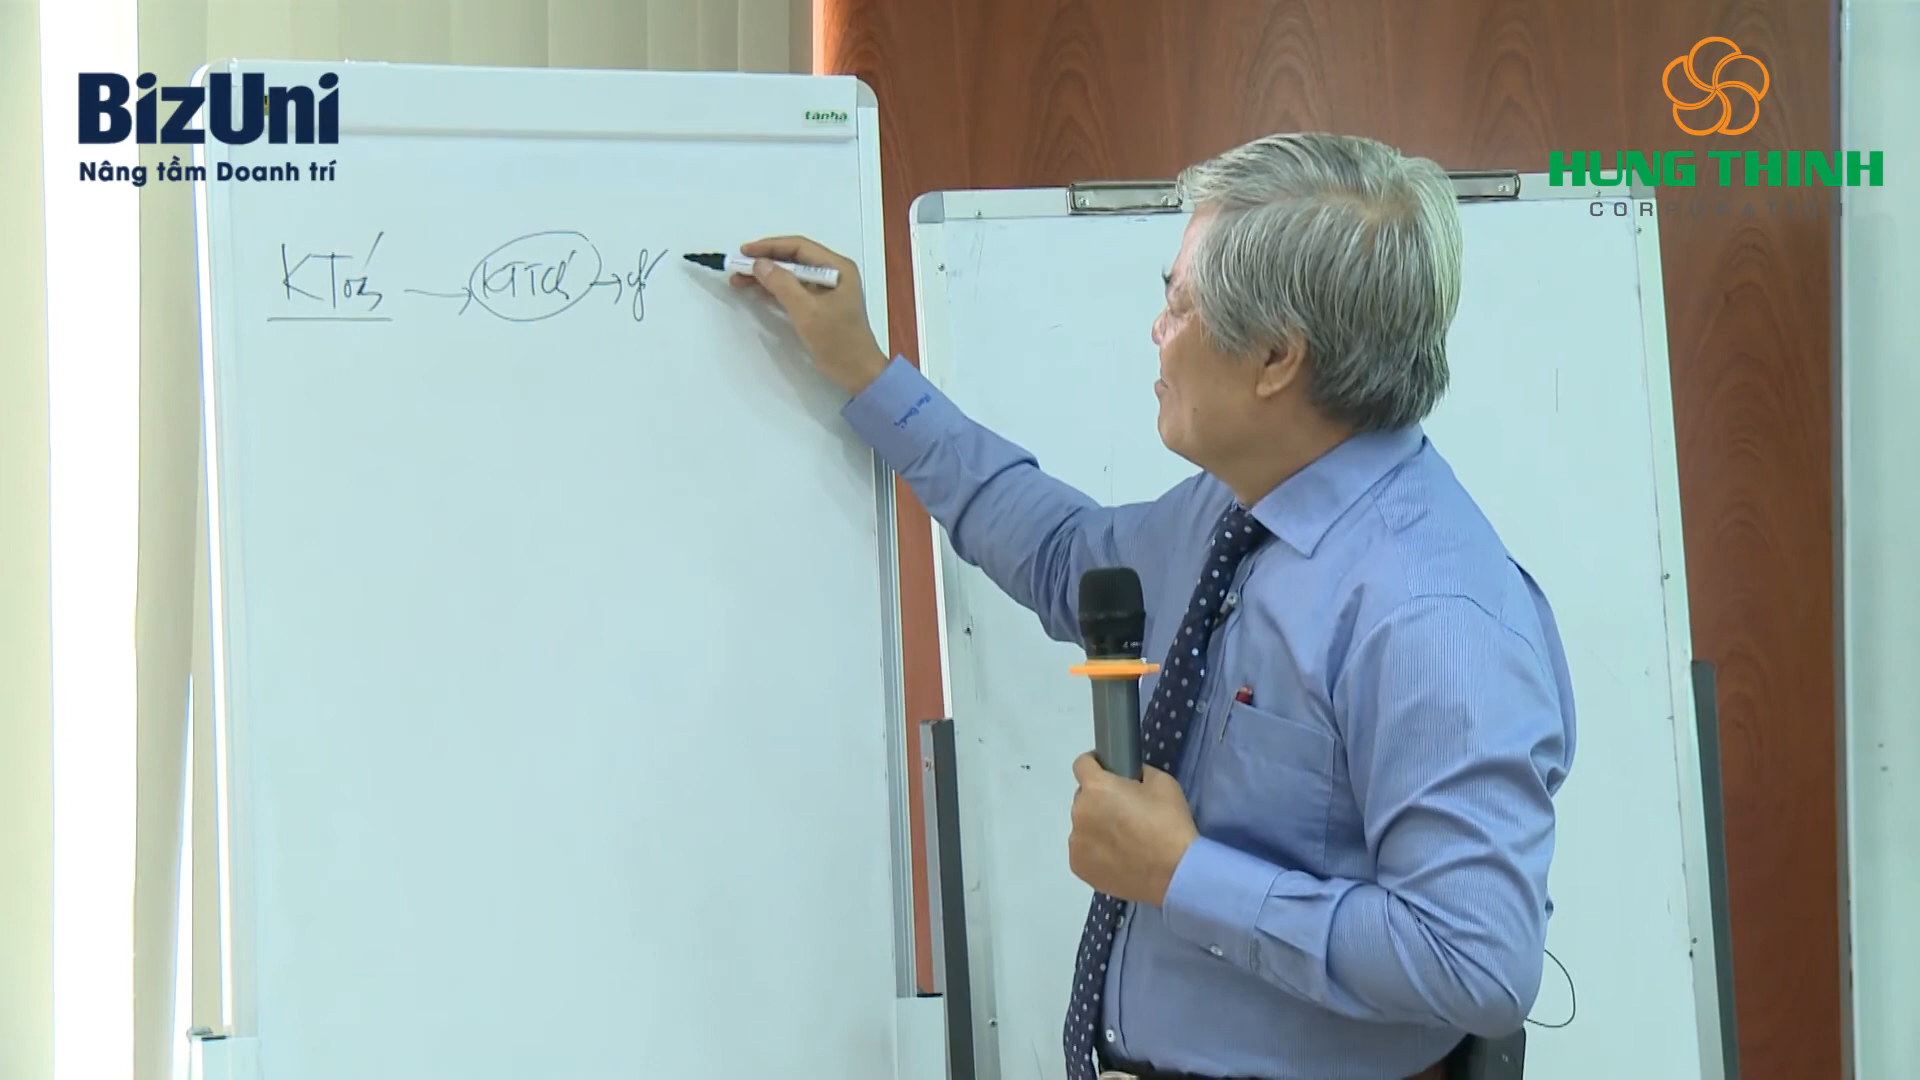 BizUni
Nâng tầm Doanh trí
tanha
HUNG THINH
CORPORATION
KToán → KTTC →